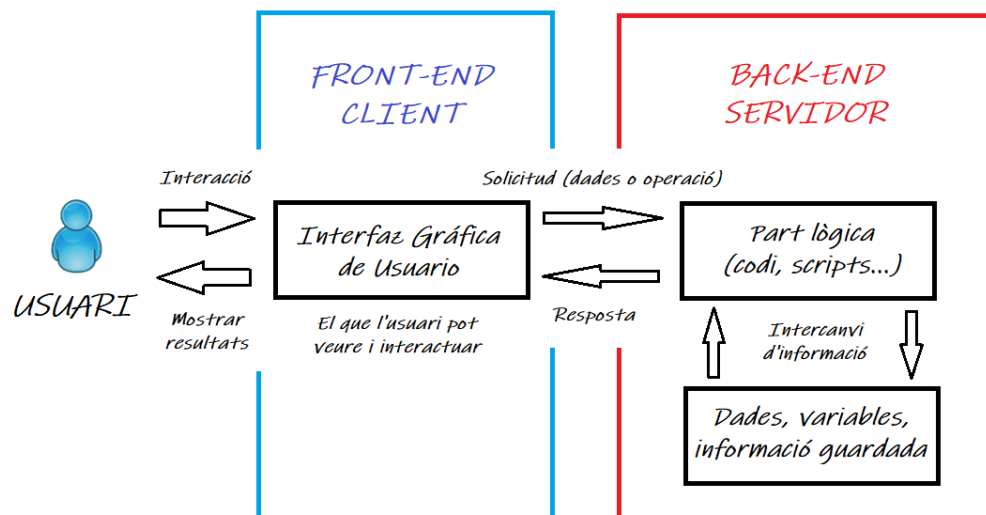 FRONT-END
CLIENT
BACK-END
SERVIDOR
Interacció
Solicitud (dades o operació)
Interfaz Gráfica
de Usuario
Part lògica
(codi, scripts...)
USUARI
Mostrar
resultats
El que l'usuari pot
veure i interactuar
Resposta
Intercanvi
d'informació
Dades, variables,
informació guardada